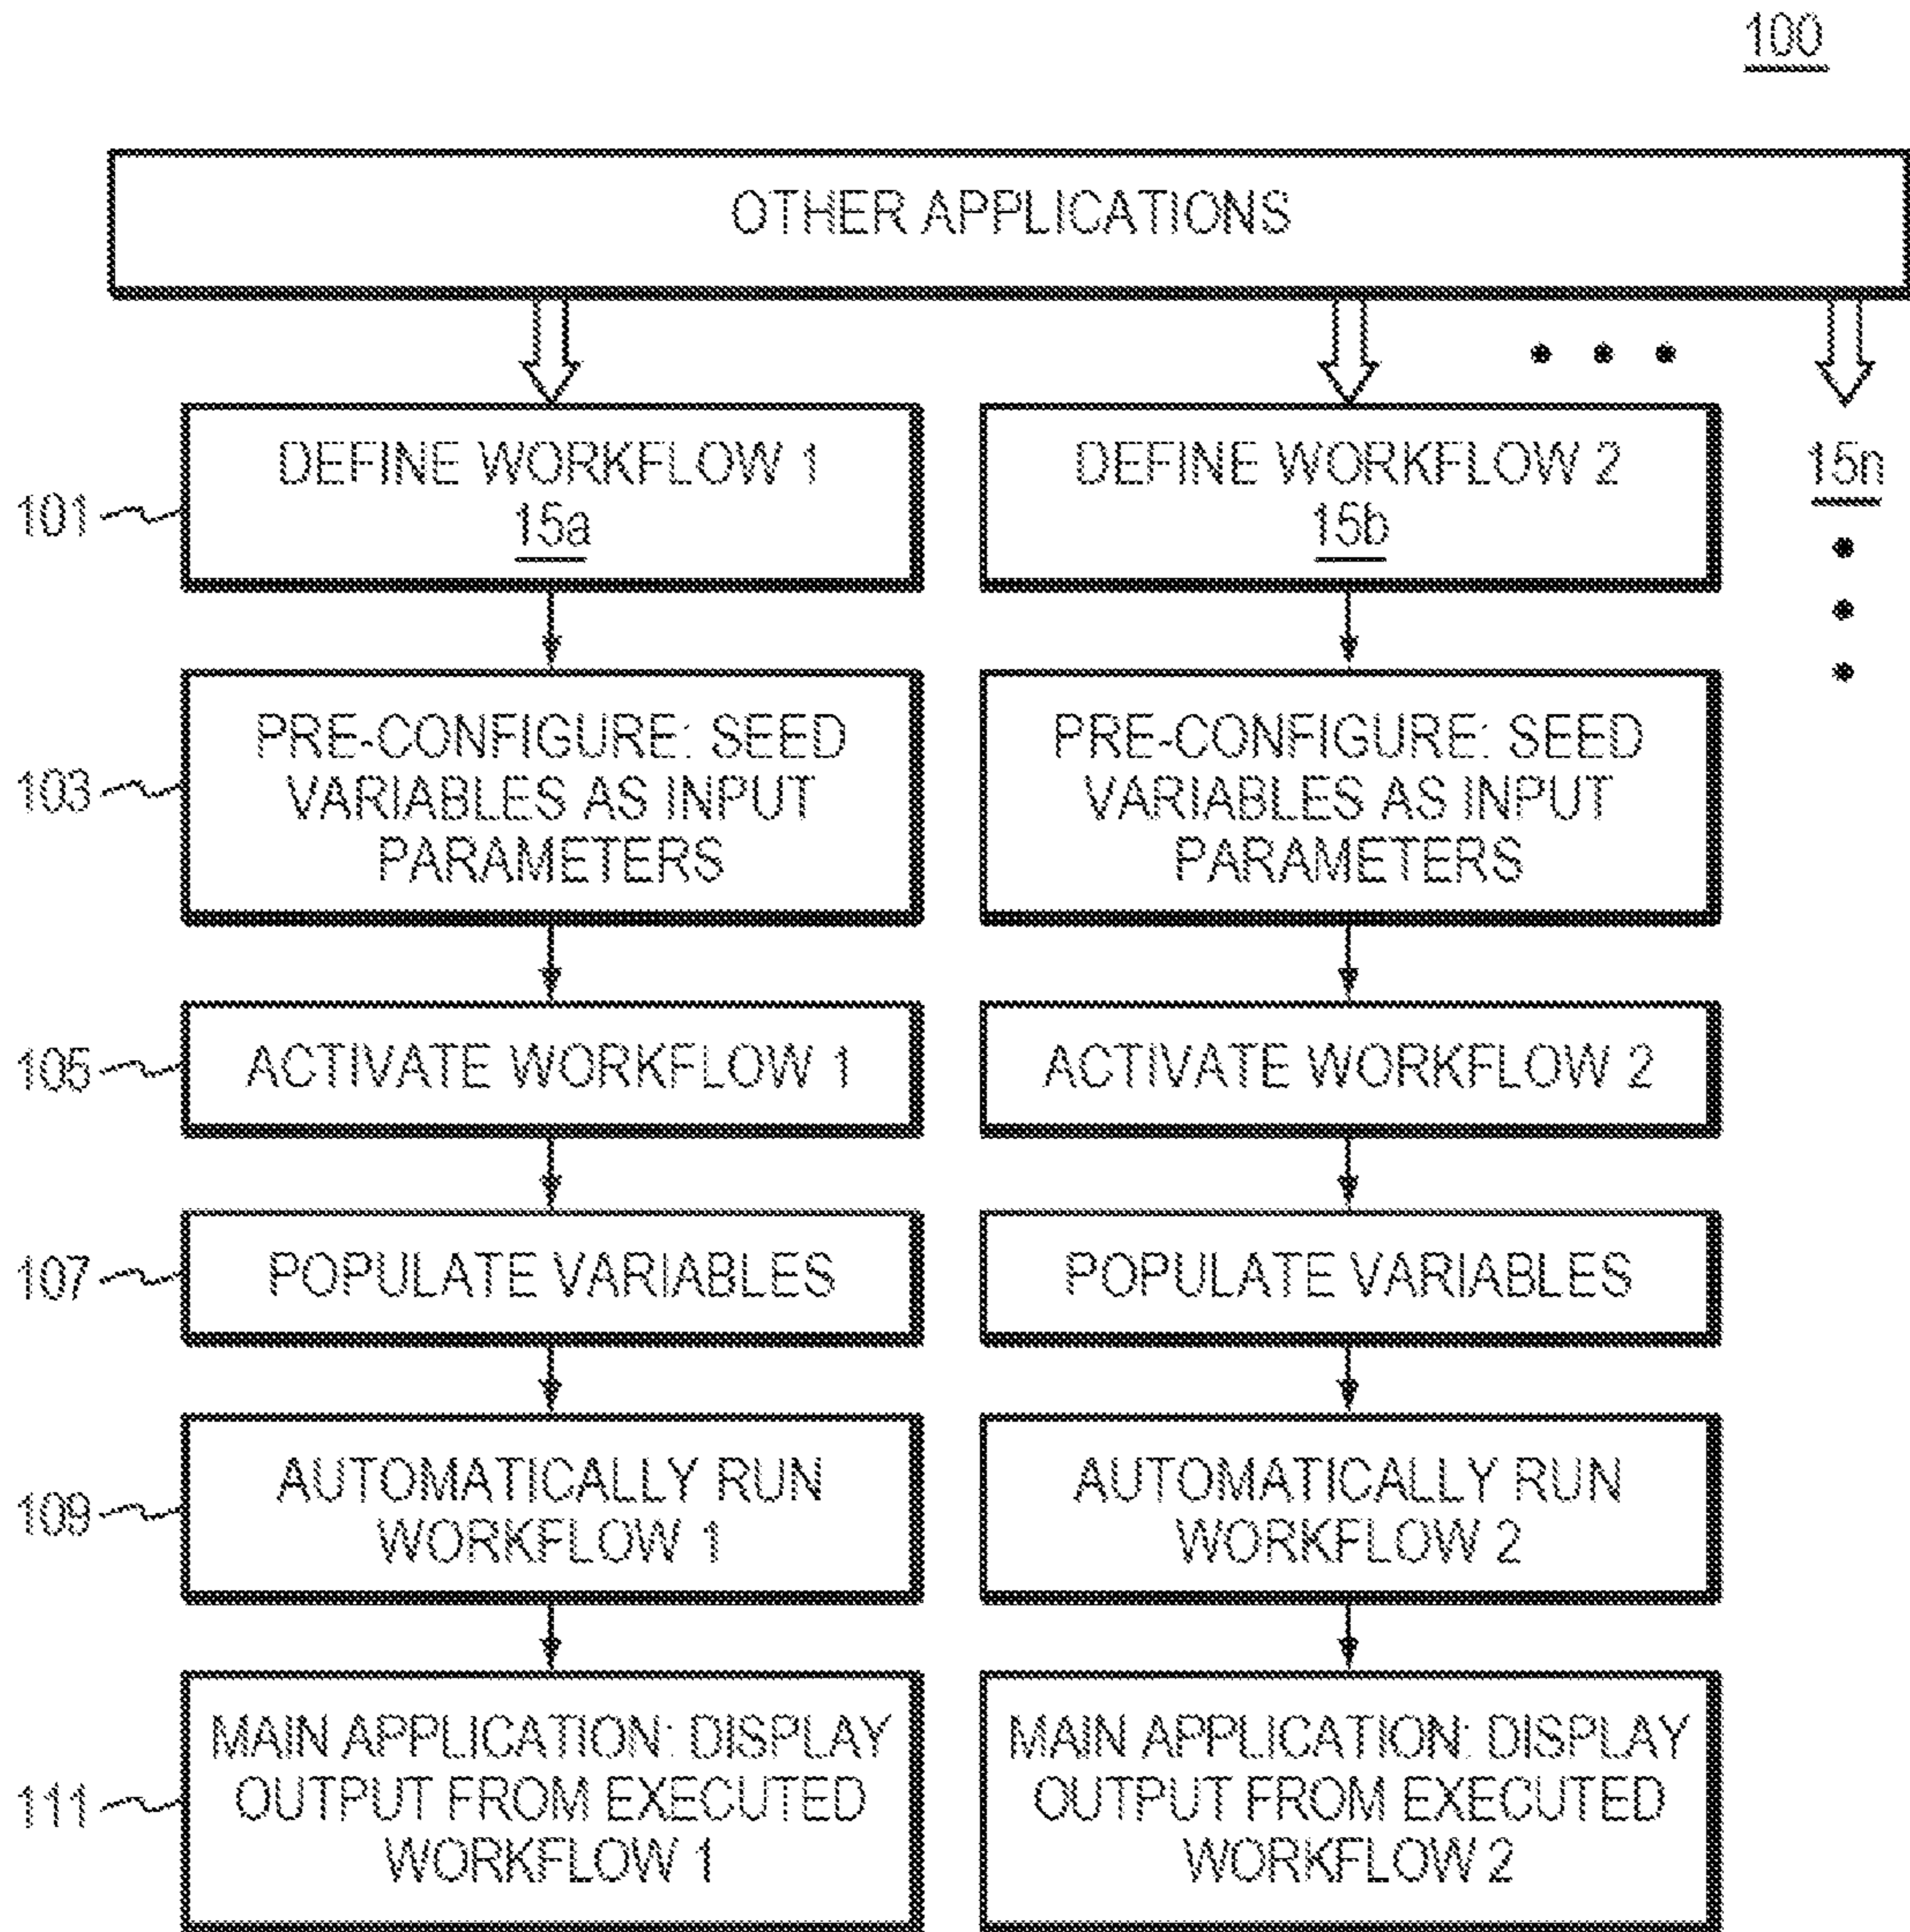 100
OTHER APPLICATIONS
DEFINE WORKFLOW 1
15a
DEFINE WORKFLOW 2
15b
15n
101
PRE-CONFIGURE: SEED
VARIABLES AS INPUT
PARAMETERS
PRE-CONFIGURE: SEED
VARIABLES AS INPUT
PARAMETERS
103
ACTIVATE WORKFLOW 1
ACTIVATE WORKFLOW 2
105
POPULATE VARIABLES
POPULATE VARIABLES
107
AUTOMATICALLY RUN
WORKFLOW 1
AUTOMATICALLY RUN
WORKFLOW 2
109
MAIN APPLICATION: DISPLAY
OUTPUT FROM EXECUTED
WORKFLOW 1
MAIN APPLICATION: DISPLAY
OUTPUT FROM EXECUTED
WORKFLOW 2
111